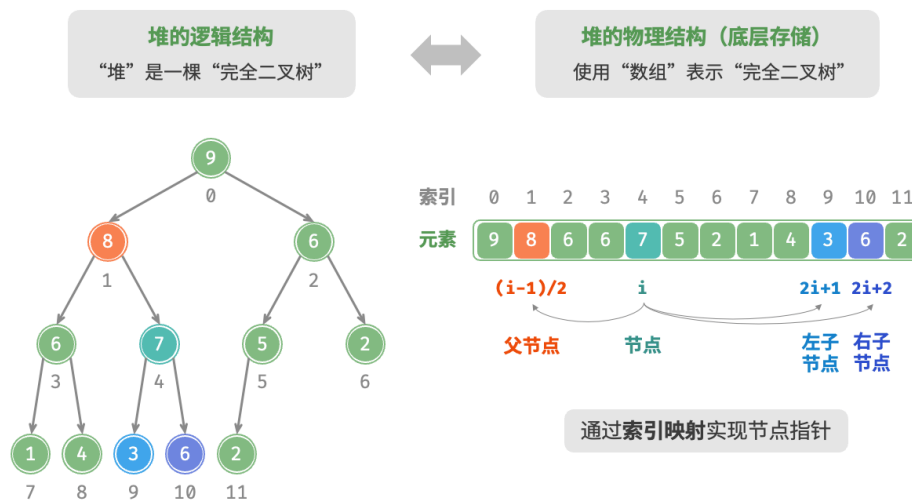 堆的逻辑结构
“堆”是一棵“完全二叉树”
堆的物理结构（底层存储）
使用“数组”表示“完全二叉树”
9
0
8
6
1
2
6
7
5
2
3
4
5
6
1
4
3
6
2
7
8
9
10
11
索引 0 1 2 3 4 5 6 7 8 9 10 11
元素 9 8 6 6 7 5 2 1 4 3 6 2
(i-1)/2 i 2i+1 2i+2
父节点 节点
左子
节点
右子
节点
通过索引映射实现节点指针